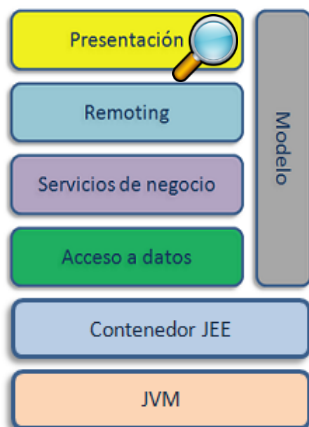 Presentación
Remoting
Servicios de negocio
Acceso a datos
Modelo
Contenedor JEE
JVM